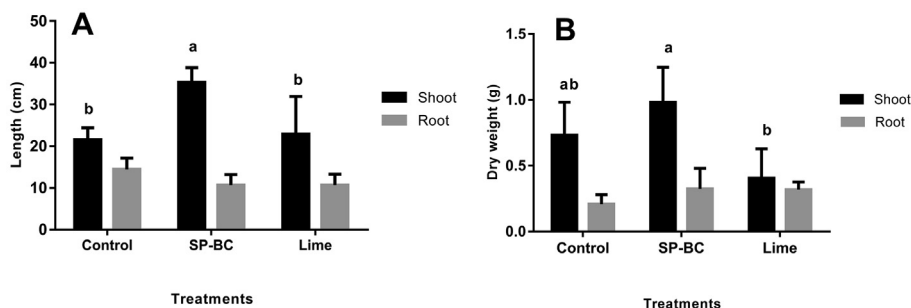 A
50
40
30
20
10
0
Length (cm)
b
a
b
Shoot
Root
Control SP-BC Lime
Treatments
B
1.5
1.0
0.5
0.0
Dry weight (g)
ab
a
b
Shoot
Root
Control SP-BC Lime
Treatments